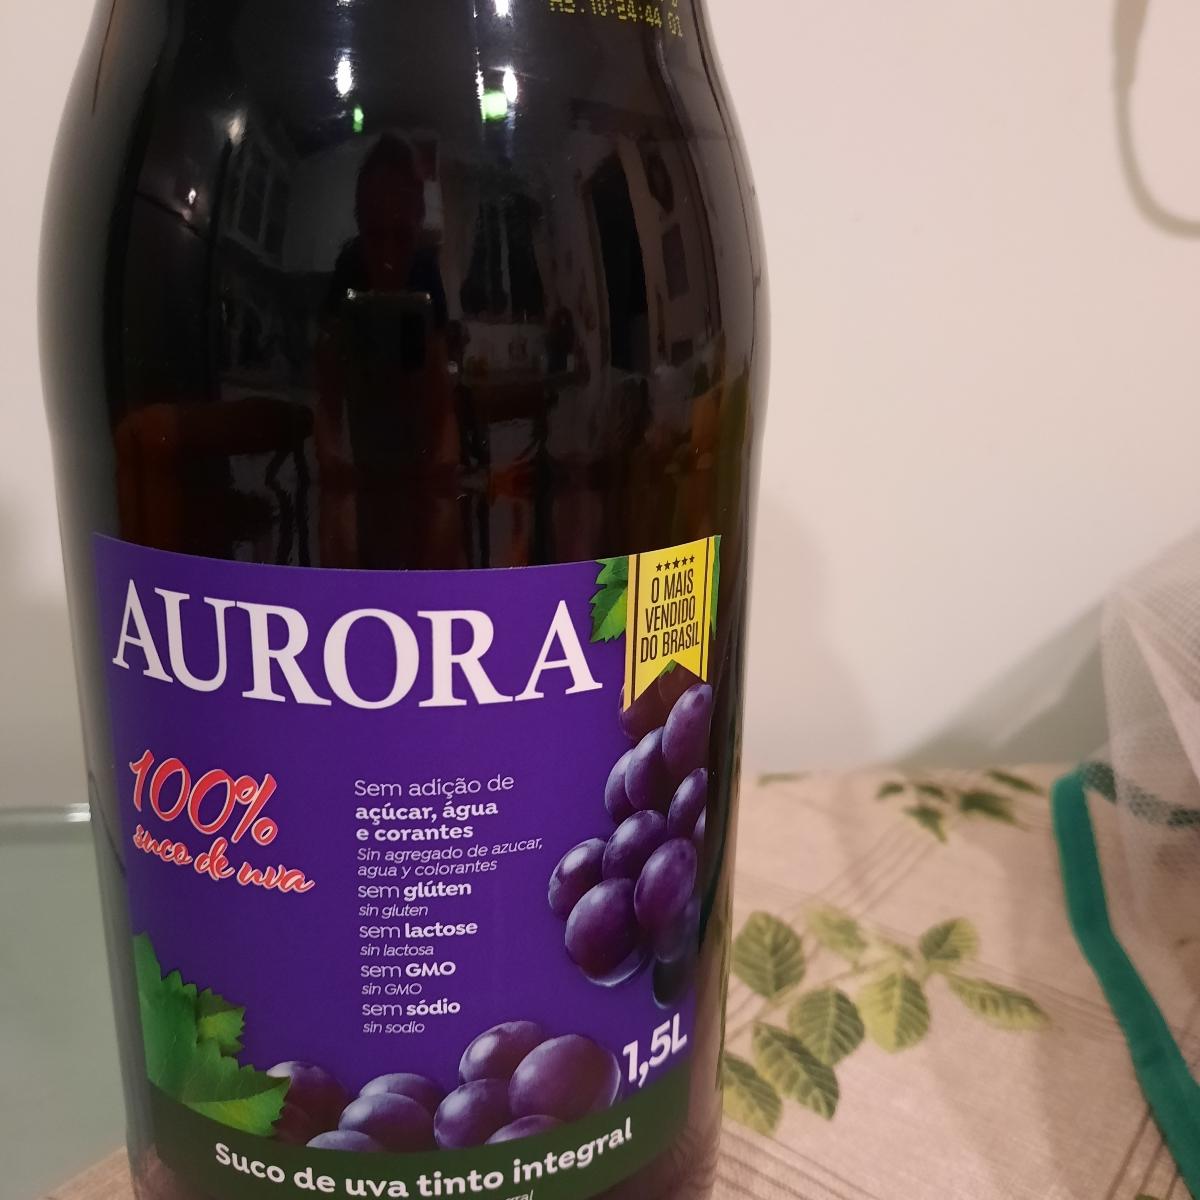 AURORA
O MAIS
VENDIDO
DO BRASIL
100%
suco de uva
Sem adição de
açúcar, água
e corantes
Sin agregado de azucar,
agua y colorantes
sem glúten
sin gluten
sem lactose
sin lactosa
sem GMO
sin GMO
sem sódio
sin sodio
1,5L
Suco de uva tinto integral